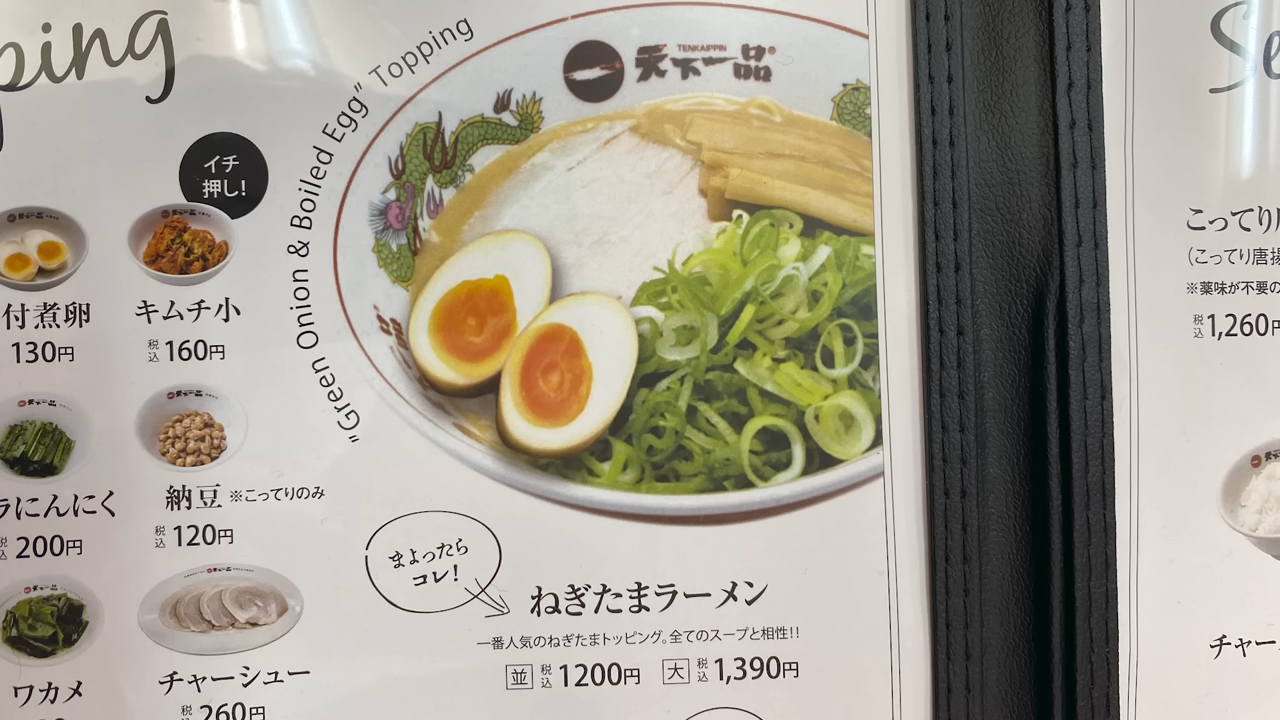 pping
"Green Onion & Boiled Egg" Topping
TENKAIPPIN
天下一品
イチ
押し!
付煮卵
130円
キムチ小
税込 160円
ラにんにく
税込 200円
納豆 ※こってりのみ
税込 120円
ワカメ
チャーシュー
税込 260円
まよったら
コレ!
ねぎたまラーメン
一番人気のねぎたまトッピング。全てのスープと相性!!
並 税込 1200円 大 税込 1,390円
Se
こってり
(こってり唐揚
※薬味が不要の
税込 1,260円
チャー